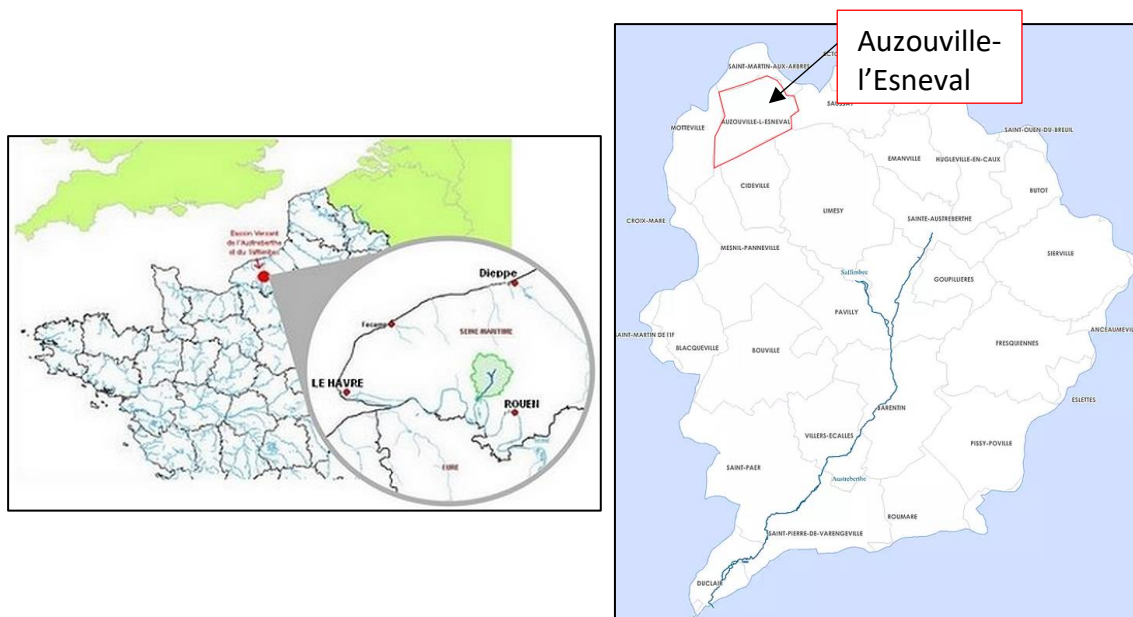 Bassin Versant
de l'Austreberthe
et du Saffimbec
Dieppe
Fecamp
SEINE MARITIME
LE HAVRE
ROUEN
EURE
Auzouville-
l'Esneval
SAINT-MARTIN-AUX-ARBRES
SAUSSAY
MOTTEVILLE
AUZOUVILLE-L-ESNEVAL
SAINT-OUEN-DU-BREUIL
EMANVILLE
HUGLEVILLE-EN-CAUX
CIDEVILLE
BUTOT
LIMESY
CROIX-MARE
SAINTE-AUSTREBERTHE
MESNIL-PANNEVILLE
SIERVILLE
Saffimbec
GOUPILLIERES
PAVILLY
SAINT-MARTIN DE l'IF
BLACQUEVILLE
BOUVILLE
FRESQUIENNES
ESLETTES
BARENTIN
VILLERS-ECALLES
PISSY-POVILLE
SAINT-PAER
Austreberthe
ROUMARE
SAINT-PIERRE-DE-VARENGEVILLE
DUCLAIR